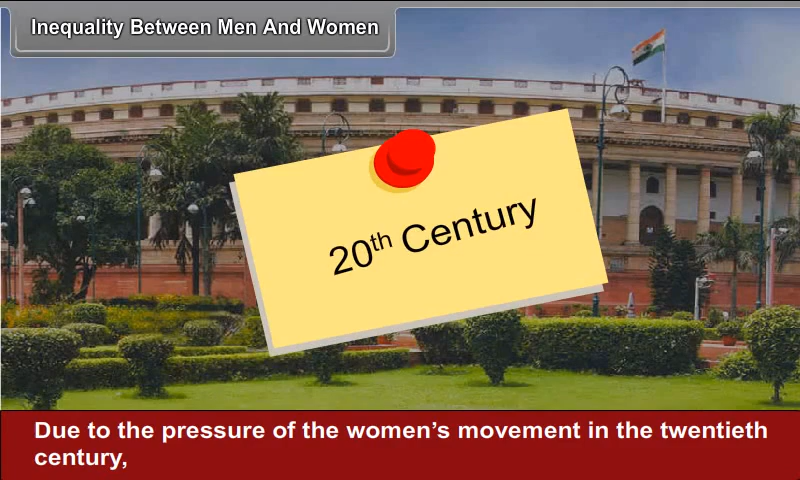 Inequality Between Men And Women
20th Century
Due to the pressure of the women’s movement in the twentieth
century,